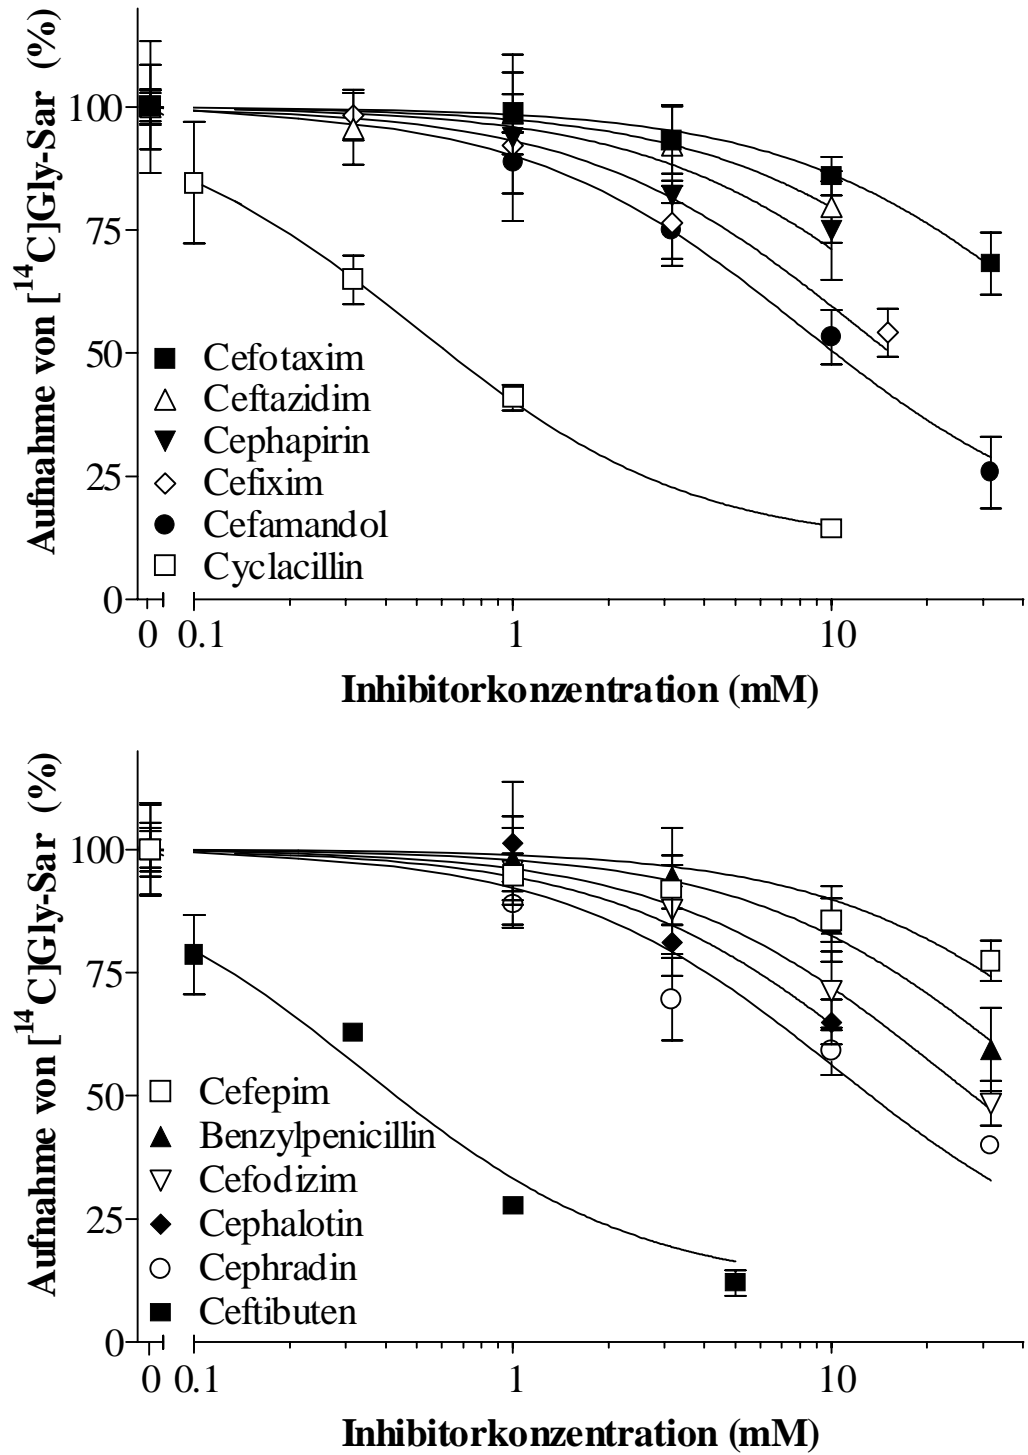 Aufnahme von [¹⁴C]Gly-Sar (%)
100
75
50
25
0
Cefotaxim
Ceftazidim
Cephapirin
Cefixim
Cefamandol
Cyclacillin
0 0.1 1 10
Inhibitorkonzentration (mM)
Aufnahme von [¹⁴C]Gly-Sar (%)
100
75
50
25
0
Cefepim
Benzylpenicillin
Cefodizim
Cephalotin
Cephradin
Ceftibuten
0 0.1 1 10
Inhibitorkonzentration (mM)